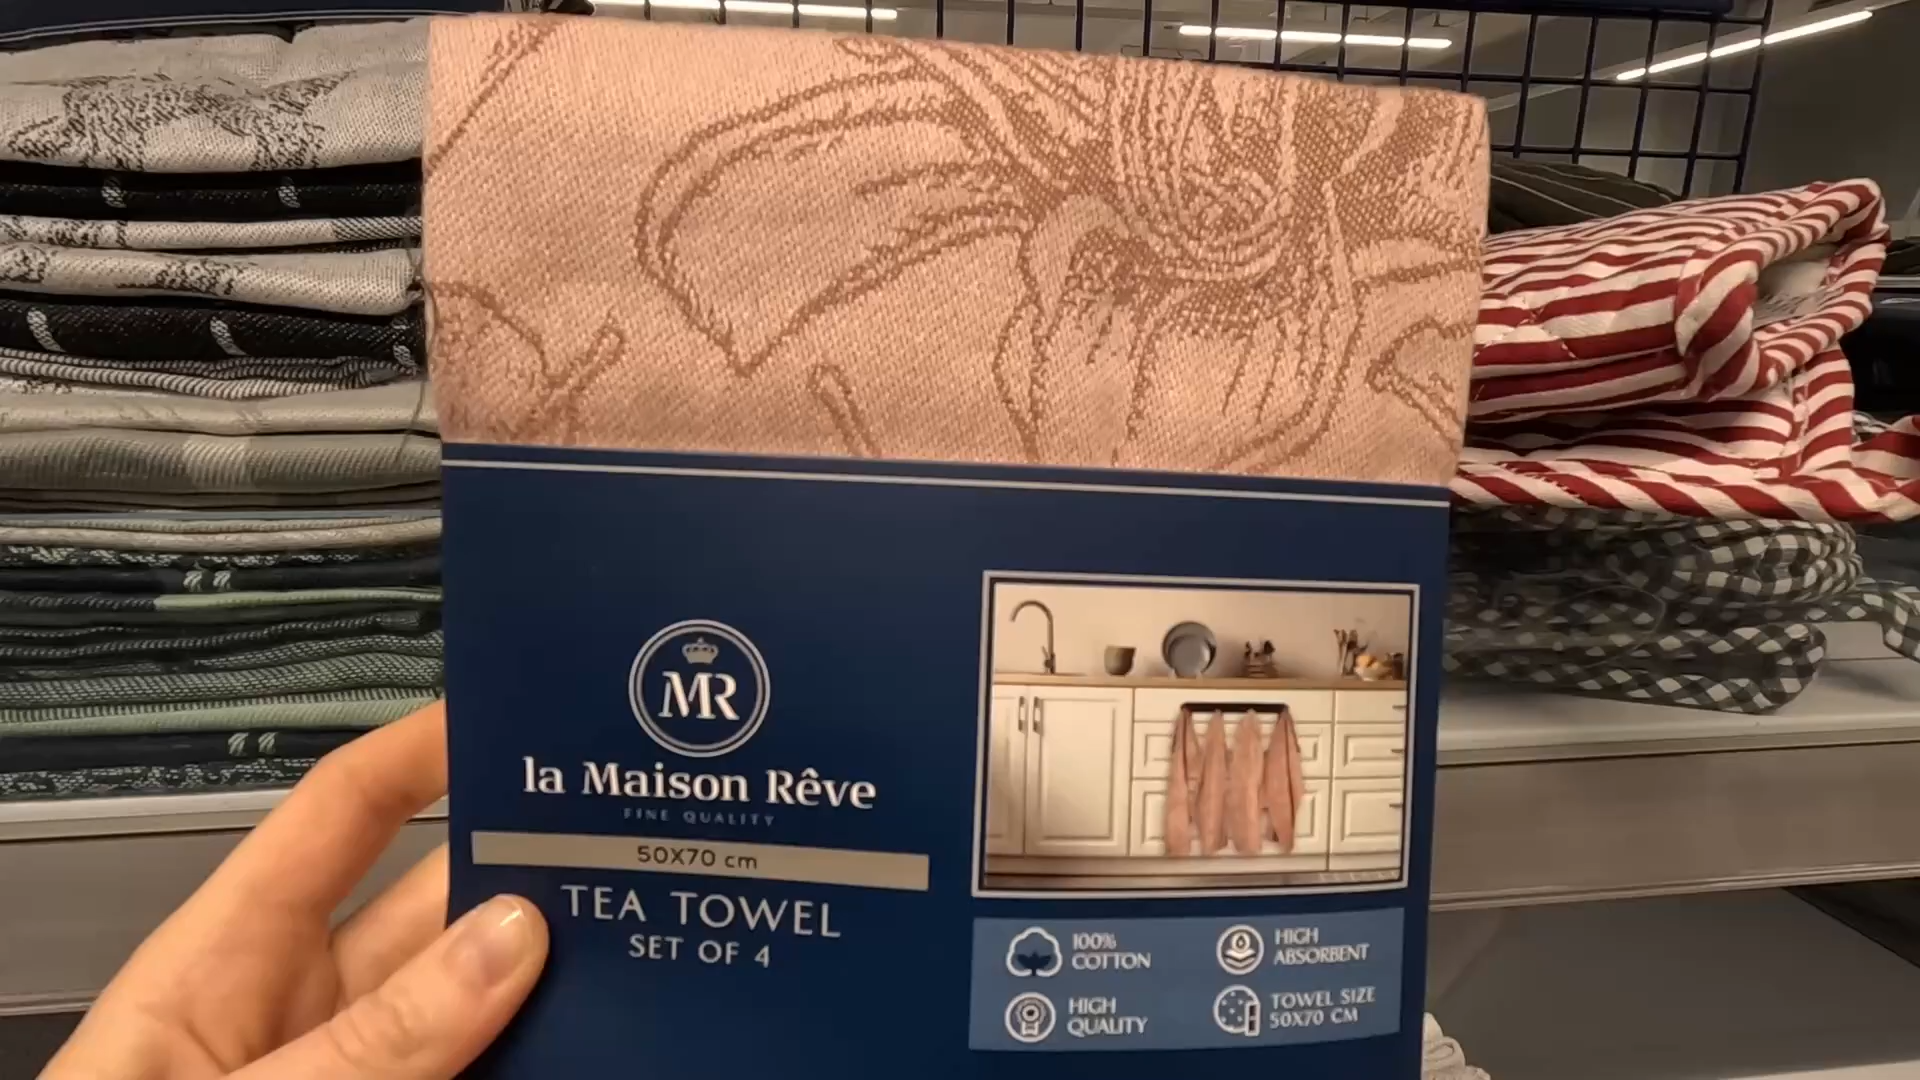 MR
la Maison Rêve
FINE QUALITY
50X70 cm
TEA TOWEL
SET OF 4
100%
COTTON
HIGH
ABSORBENT
HIGH
QUALITY
TOWEL SIZE
50X70 CM